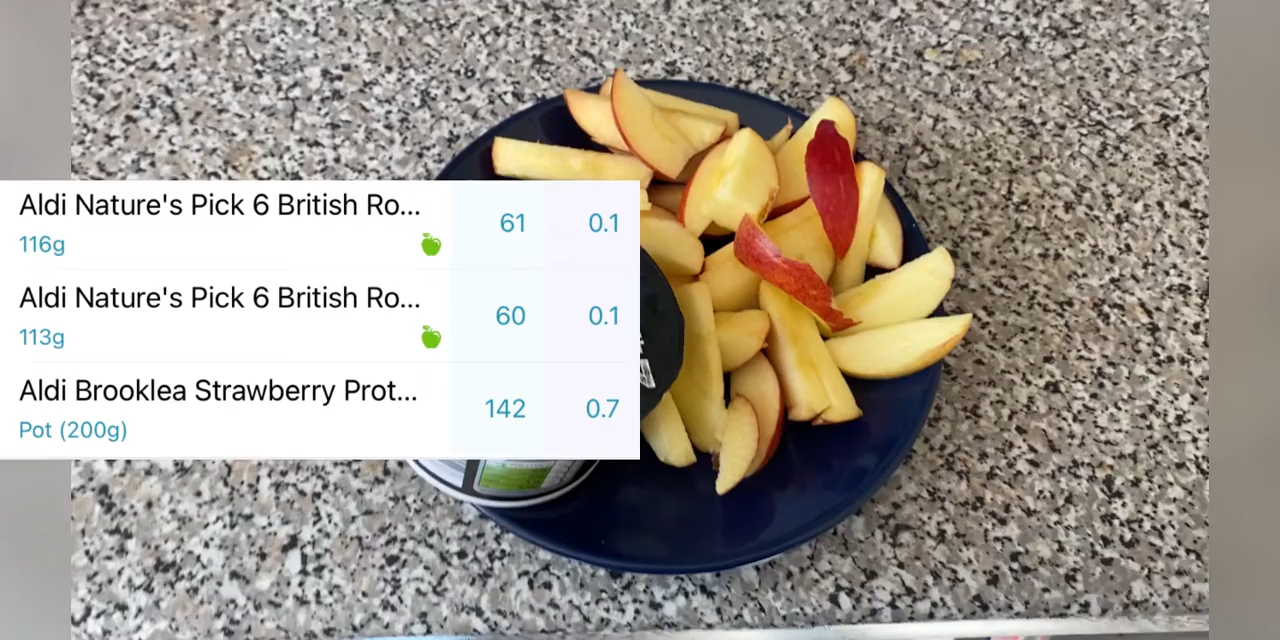 Aldi Nature's Pick 6 British Ro...
61
0.1
116g
Aldi Nature's Pick 6 British Ro...
60
0.1
113g
Aldi Brooklea Strawberry Prot...
142
0.7
Pot (200g)